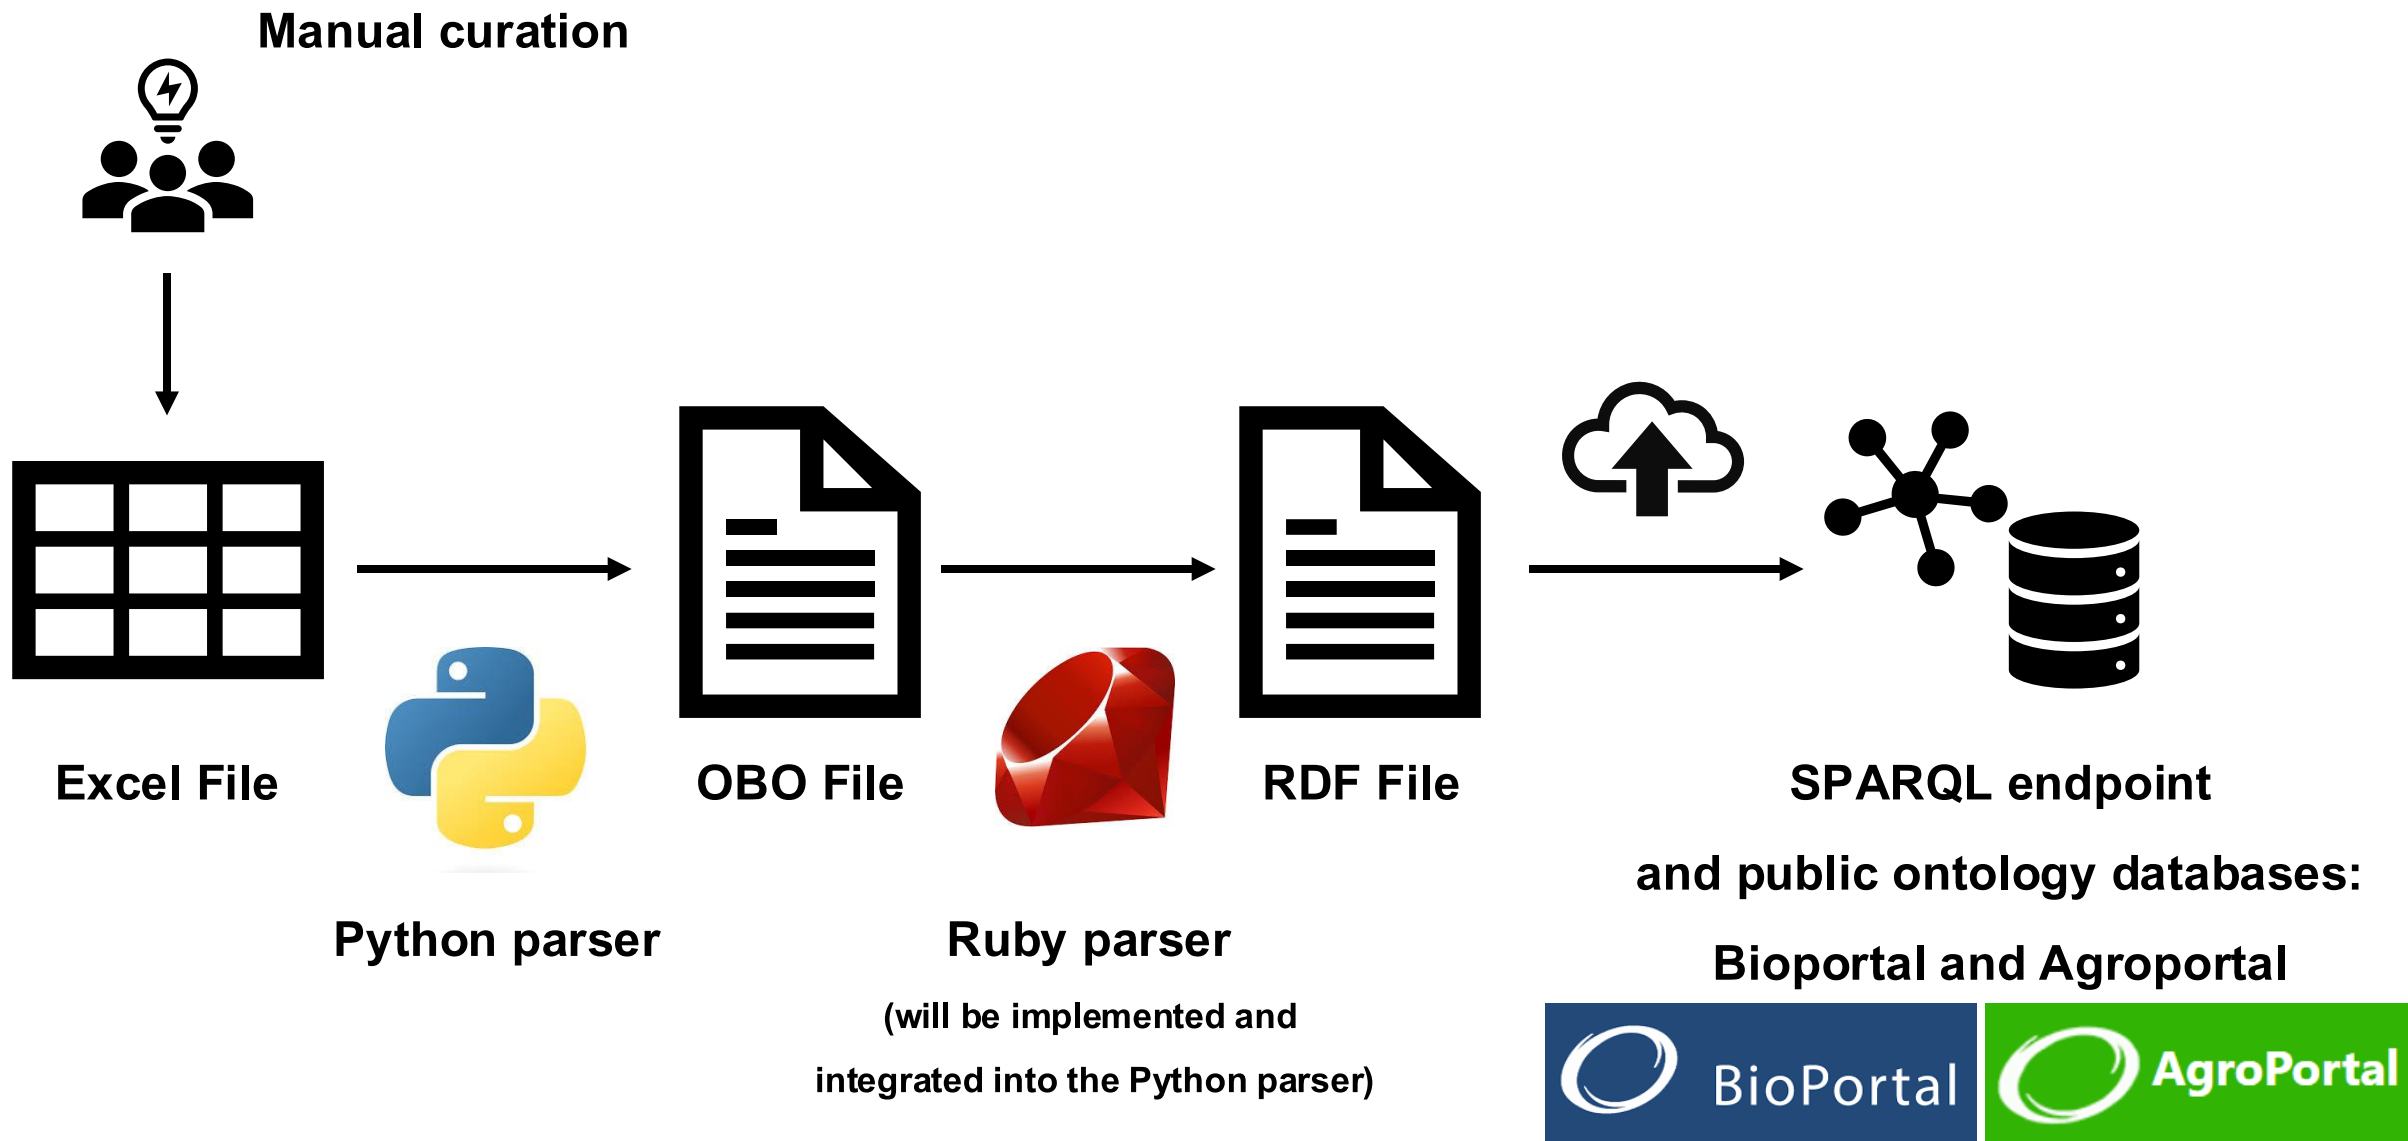 Manual curation
Excel File
OBO File
RDF File
SPARQL endpoint
and public ontology databases:
Python parser
Ruby parser
Bioportal and Agroportal
(will be implemented and
integrated into the Python parser)
BioPortal
AgroPortal